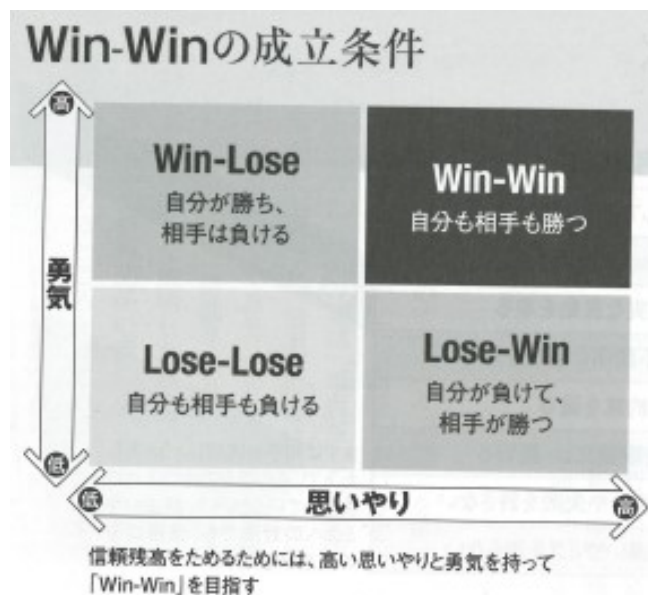 Win-Winの成立条件
高
Win-Lose
自分が勝ち、
相手は負ける
Win-Win
自分も相手も勝つ
勇気
Lose-Lose
自分も相手も負ける
Lose-Win
自分が負けて、
相手が勝つ
低
低
思いやり
高
信頼残高をためるためには、高い思いやりと勇気を持って
「Win-Win」を目指す